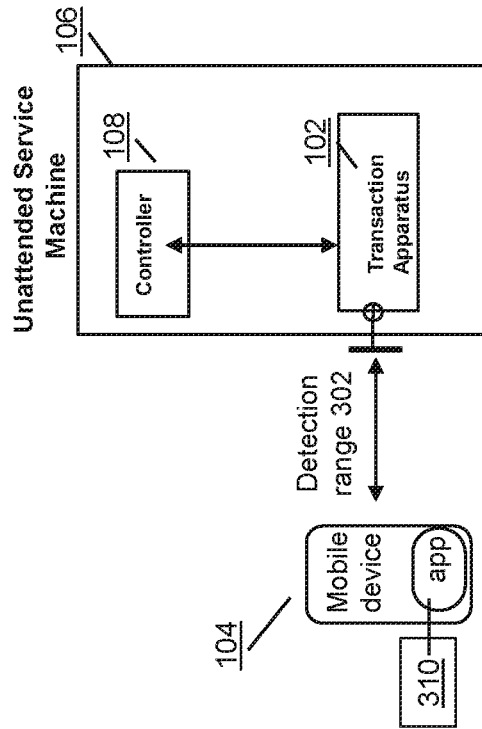 Unattended Service
Machine
106
Controller
108
Transaction
Apparatus
102
Detection
range 302
Mobile
device
app
104
310